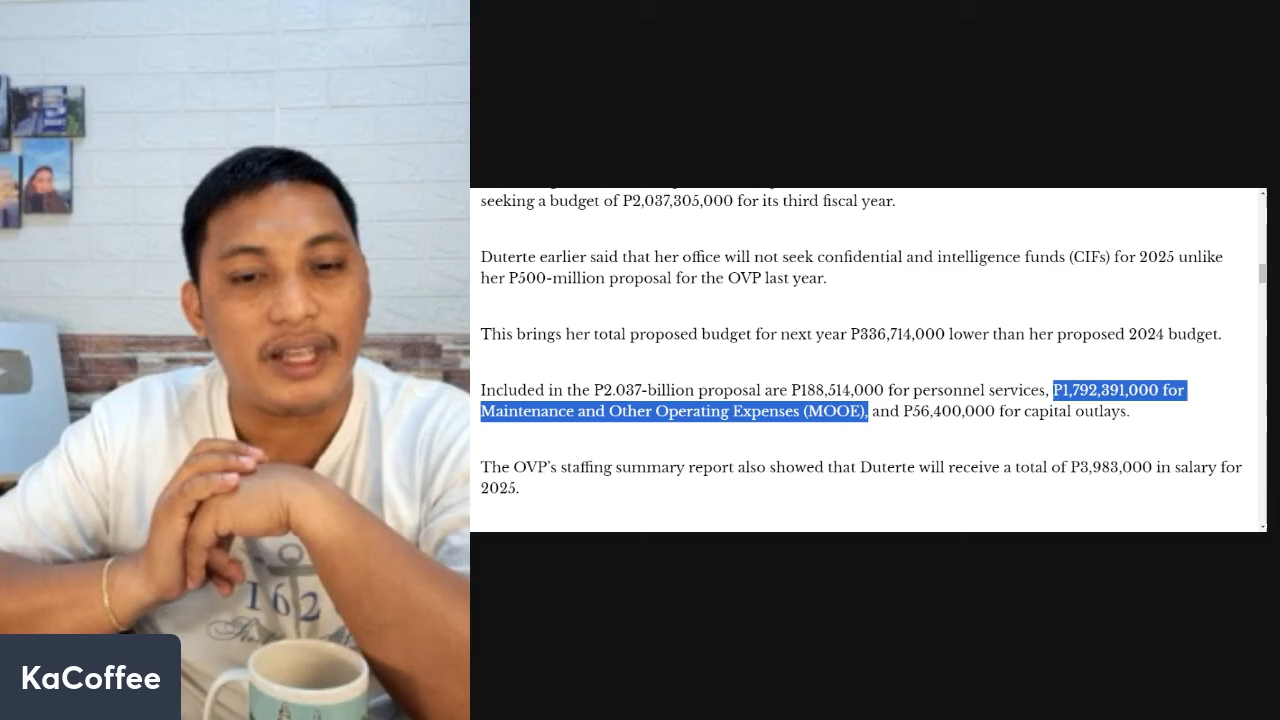 seeking a budget of P2,037,305,000 for its third fiscal year.
Duterte earlier said that her office will not seek confidential and intelligence funds (CIFs) for 2025 unlike
her P500-million proposal for the OVP last year.
This brings her total proposed budget for next year P336,714,000 lower than her proposed 2024 budget.
Included in the P2.037-billion proposal are P188,514,000 for personnel services, P1,792,391,000 for
Maintenance and Other Operating Expenses (MOOE), and P56,400,000 for capital outlays.
The OVP's staffing summary report also showed that Duterte will receive a total of P3,983,000 in salary for
2025.
162
KaCoffee